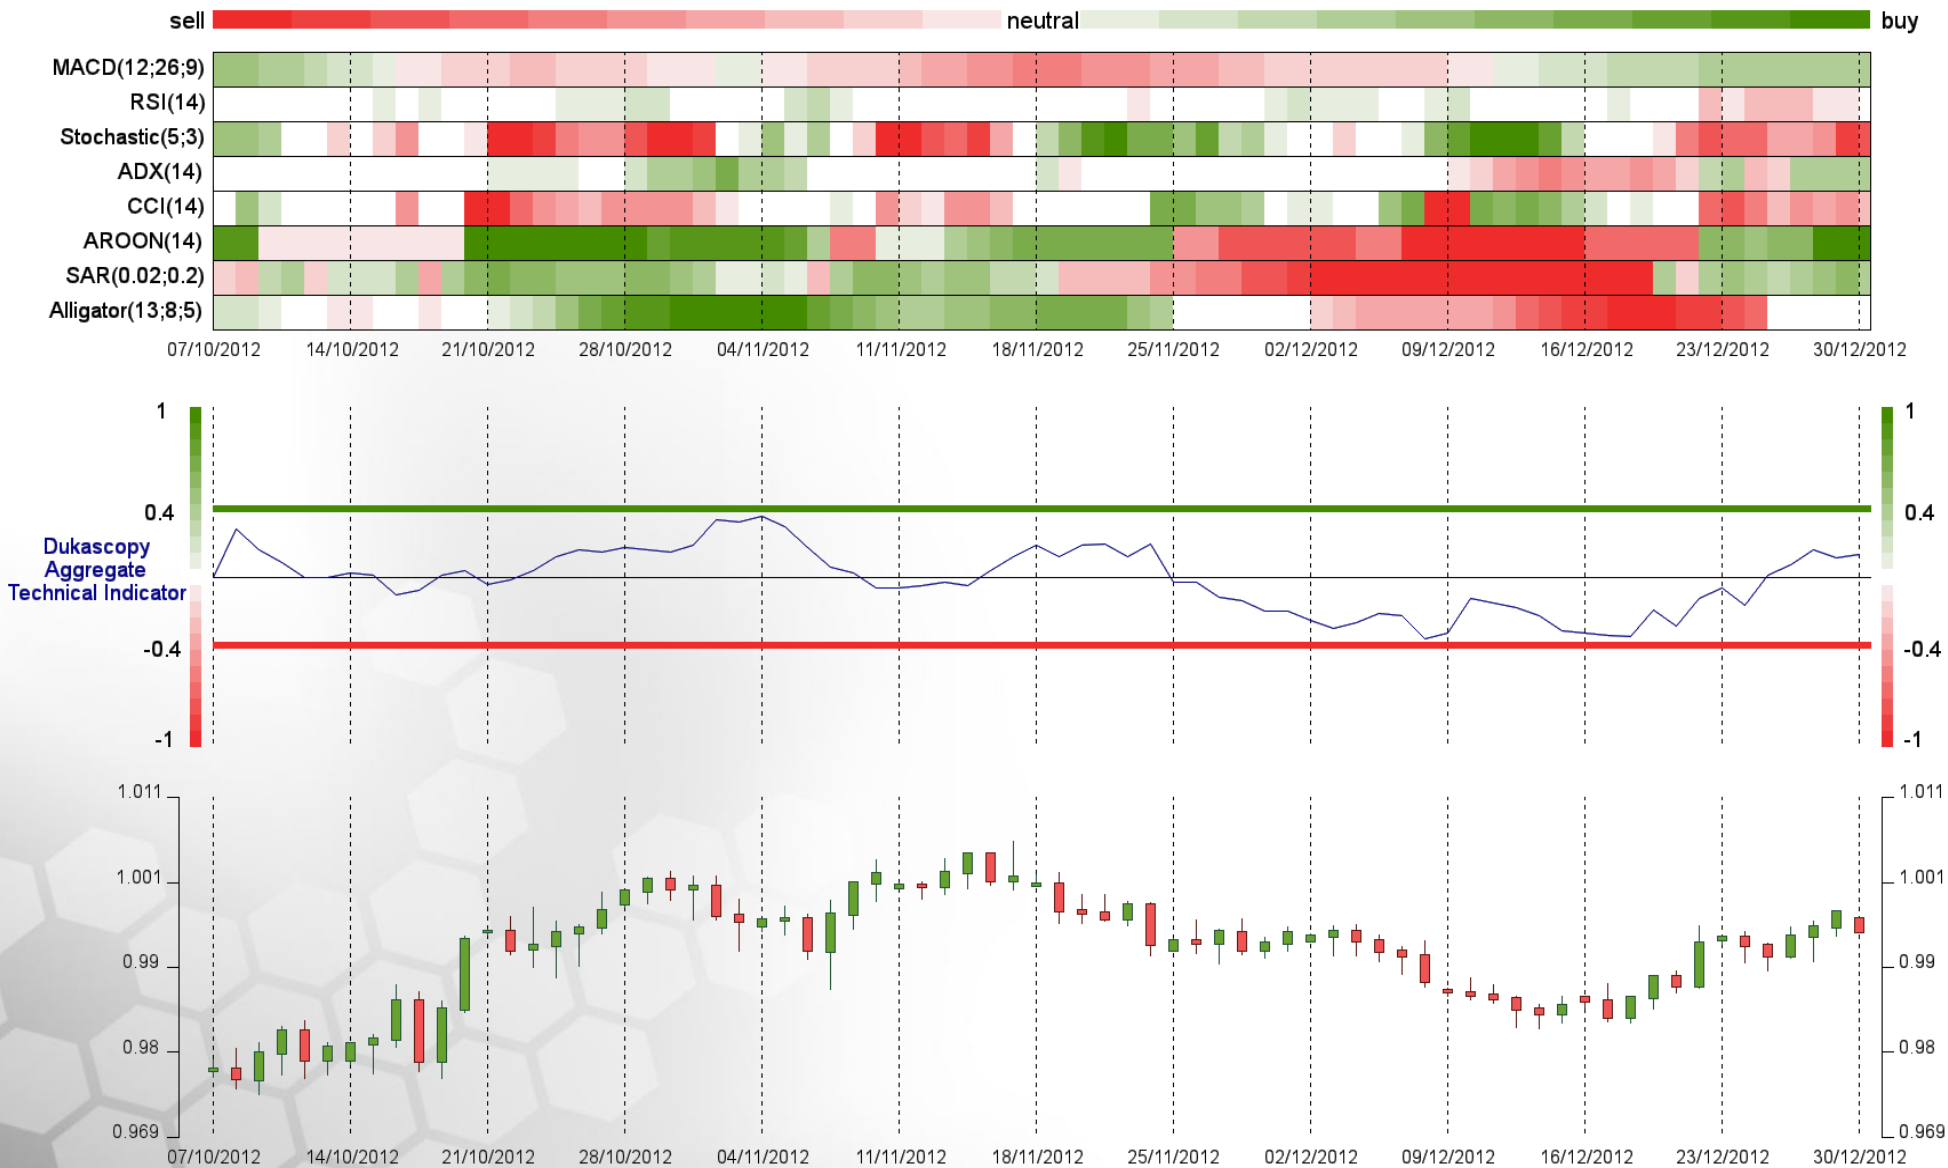 sell neutral buy
MACD(12;26;9)
RSI(14)
Stochastic(5;3)
ADX(14)
CCI(14)
AROON(14)
SAR(0.02;0.2)
Alligator(13;8;5)
07/10/2012 14/10/2012 21/10/2012 28/10/2012 04/11/2012 11/11/2012 18/11/2012 25/11/2012 02/12/2012 09/12/2012 16/12/2012 23/12/2012 30/12/2012
1 1
0.4 0.4
Dukascopy
Aggregate
Technical Indicator
-0.4 -0.4
-1 -1
1.011 1.011
1.001 1.001
0.99 0.99
0.98 0.98
0.969 0.969
07/10/2012 14/10/2012 21/10/2012 28/10/2012 04/11/2012 11/11/2012 18/11/2012 25/11/2012 02/12/2012 09/12/2012 16/12/2012 23/12/2012 30/12/2012